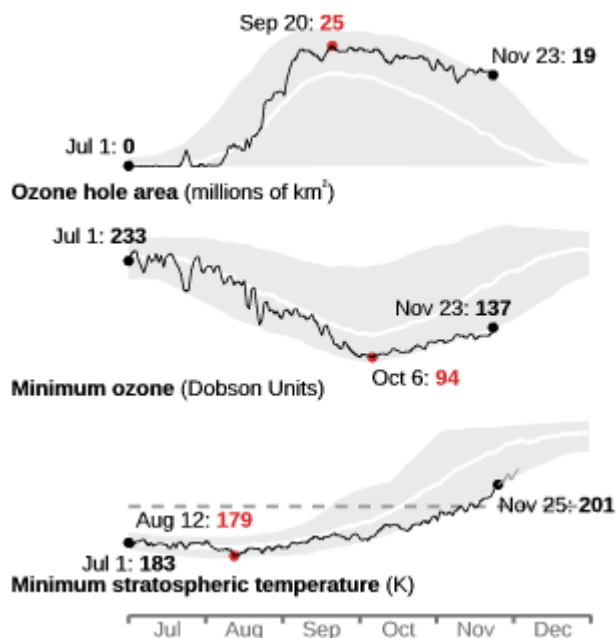 Sep 20: 25
Nov 23: 19
Jul 1: 0
Ozone hole area (millions of km²)
Jul 1: 233
Nov 23: 137
Oct 6: 94
Minimum ozone (Dobson Units)
Aug 12: 179
Nov 25: 201
Jul 1: 183
Minimum stratospheric temperature (K)
Jul Aug Sep Oct Nov Dec